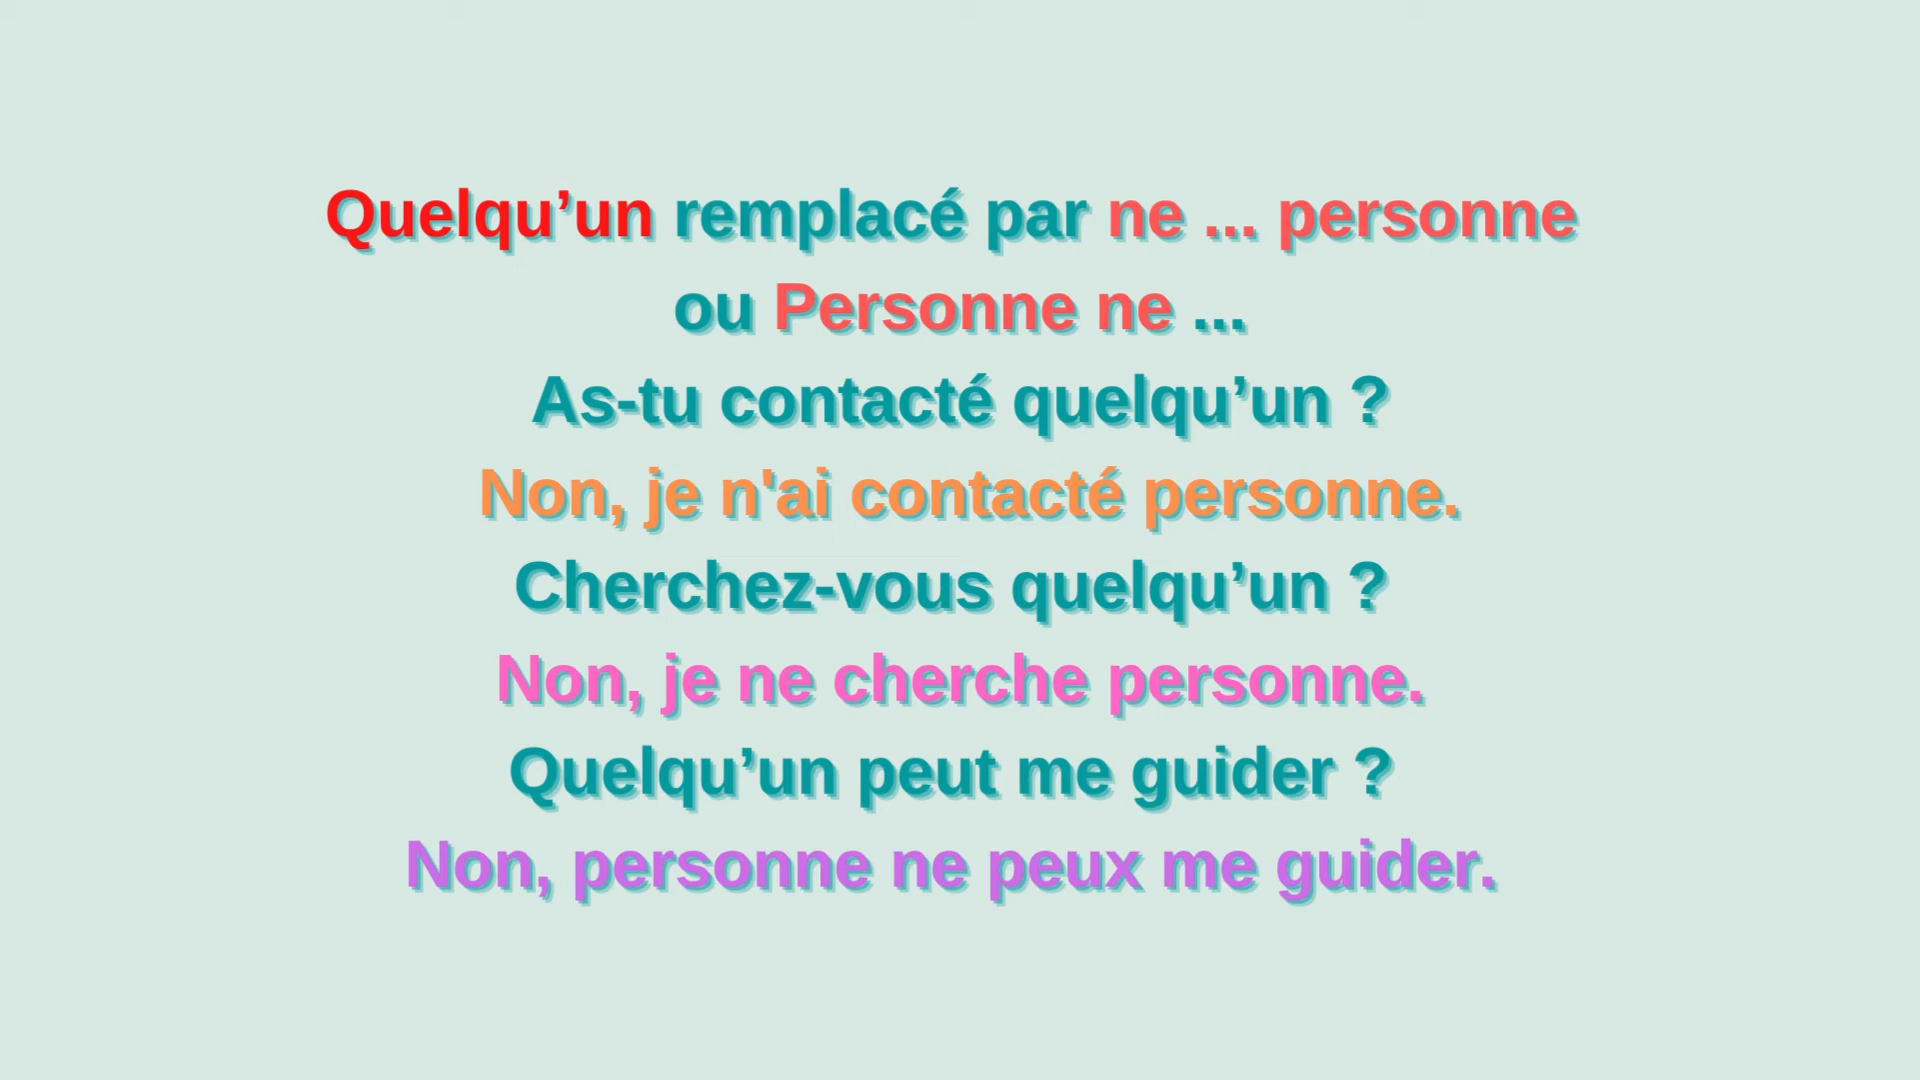 Quelqu’un remplacé par ne ... personne
ou Personne ne ...
As-tu contacté quelqu’un ?
Non, je n'ai contacté personne.
Cherchez-vous quelqu’un ?
Non, je ne cherche personne.
Quelqu’un peut me guider ?
Non, personne ne peux me guider.